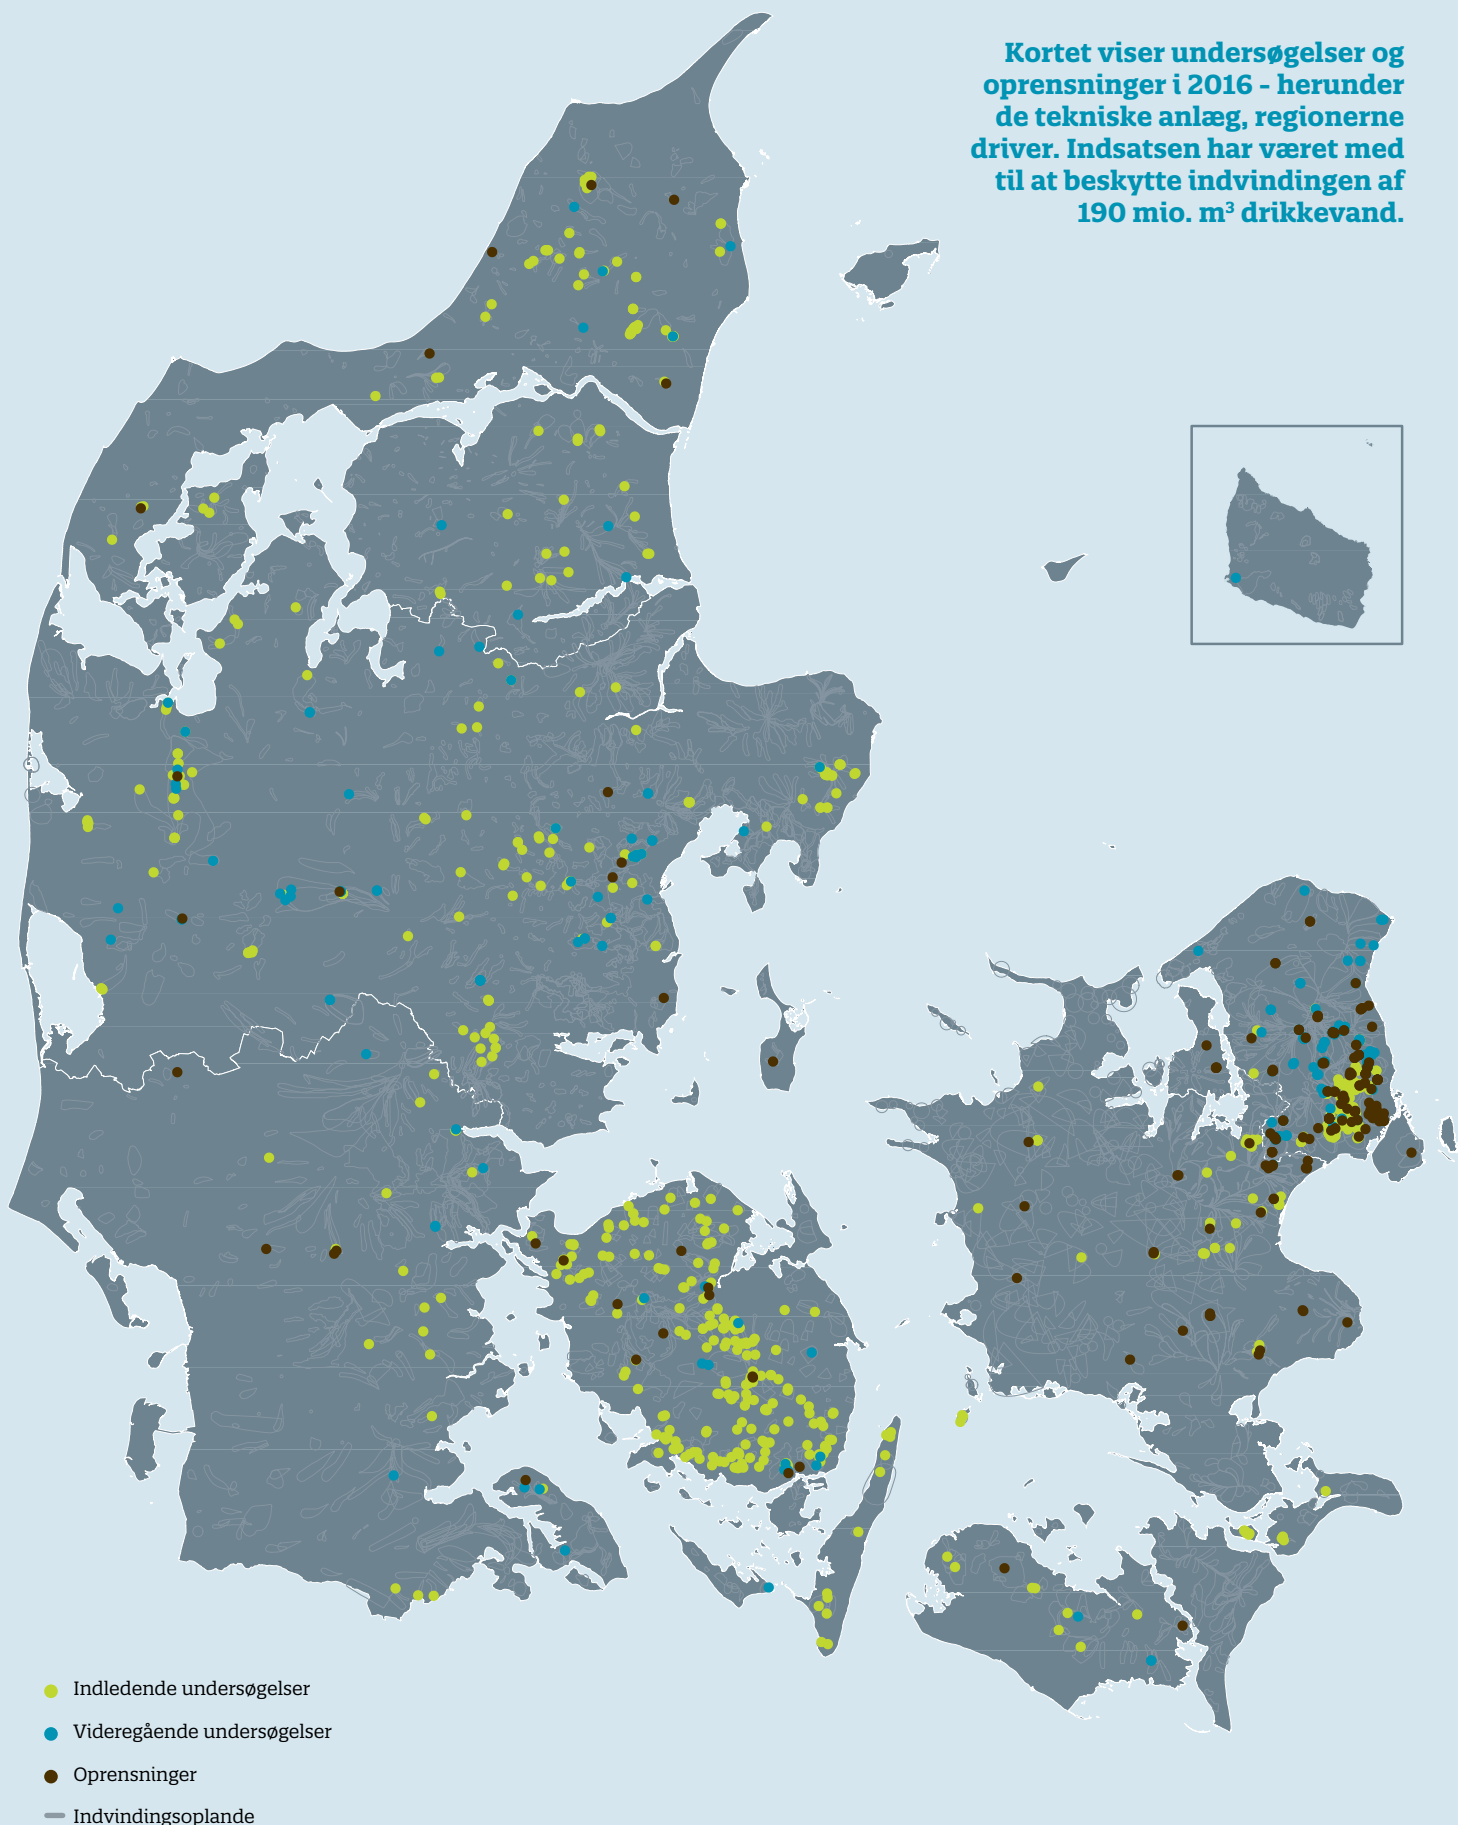 Kortet viser undersøgelser og
oprensninger i 2016 - herunder
de tekniske anlæg, regionerne
driver. Indsatsen har været med
til at beskytte indvindingen af
190 mio. m³ drikkevand.
Indledende undersøgelser
Videregående undersøgelser
Oprensninger
Indvindingsoplande